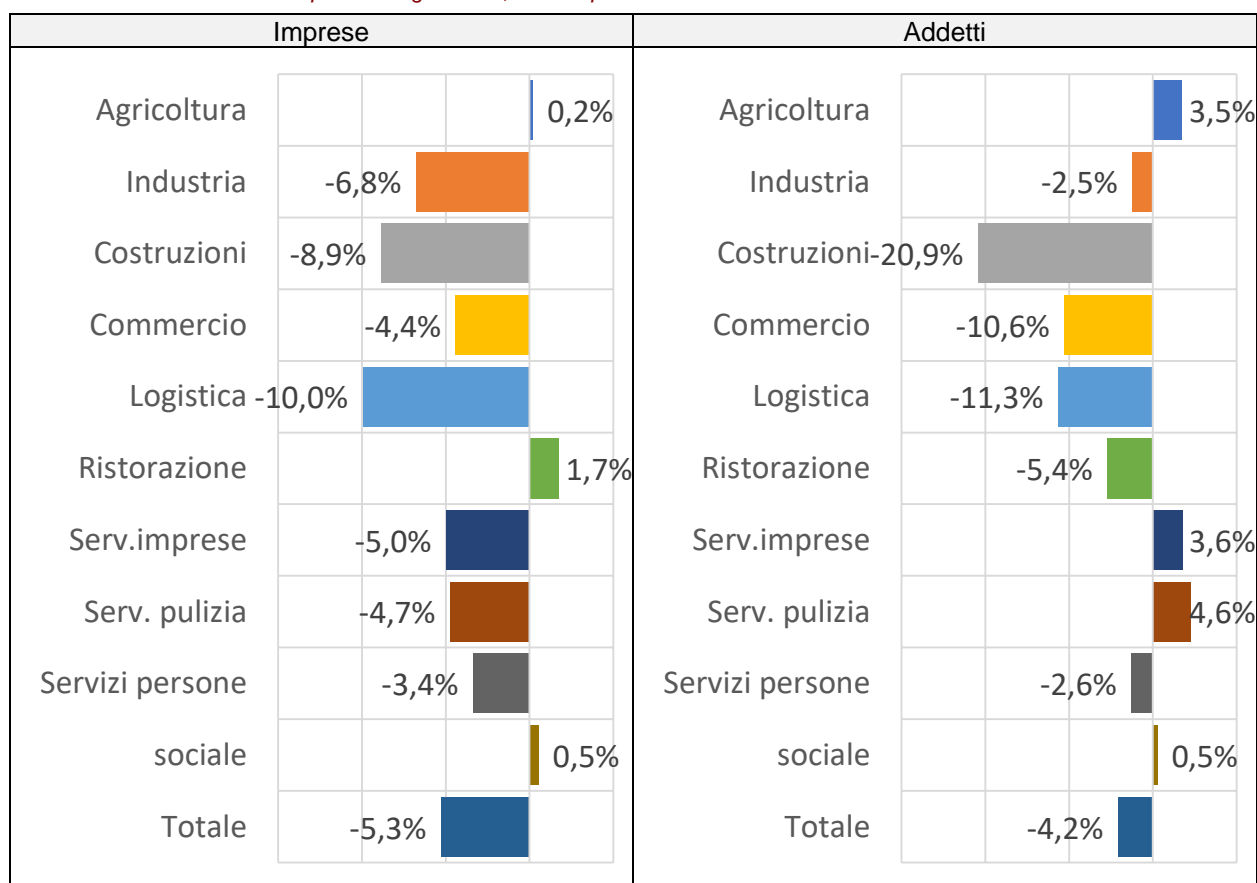 Imprese
Addetti
Agricoltura 0,2%
Industria -6,8%
Costruzioni -8,9%
Commercio -4,4%
Logistica -10,0%
Ristorazione 1,7%
Serv.imprese -5,0%
Serv. pulizia -4,7%
Servizi persone -3,4%
sociale 0,5%
Totale -5,3%
Agricoltura 3,5%
Industria -2,5%
Costruzioni -20,9%
Commercio -10,6%
Logistica -11,3%
Ristorazione -5,4%
Serv.imprese 3,6%
Serv. pulizia 4,6%
Servizi persone -2,6%
sociale 0,5%
Totale -4,2%